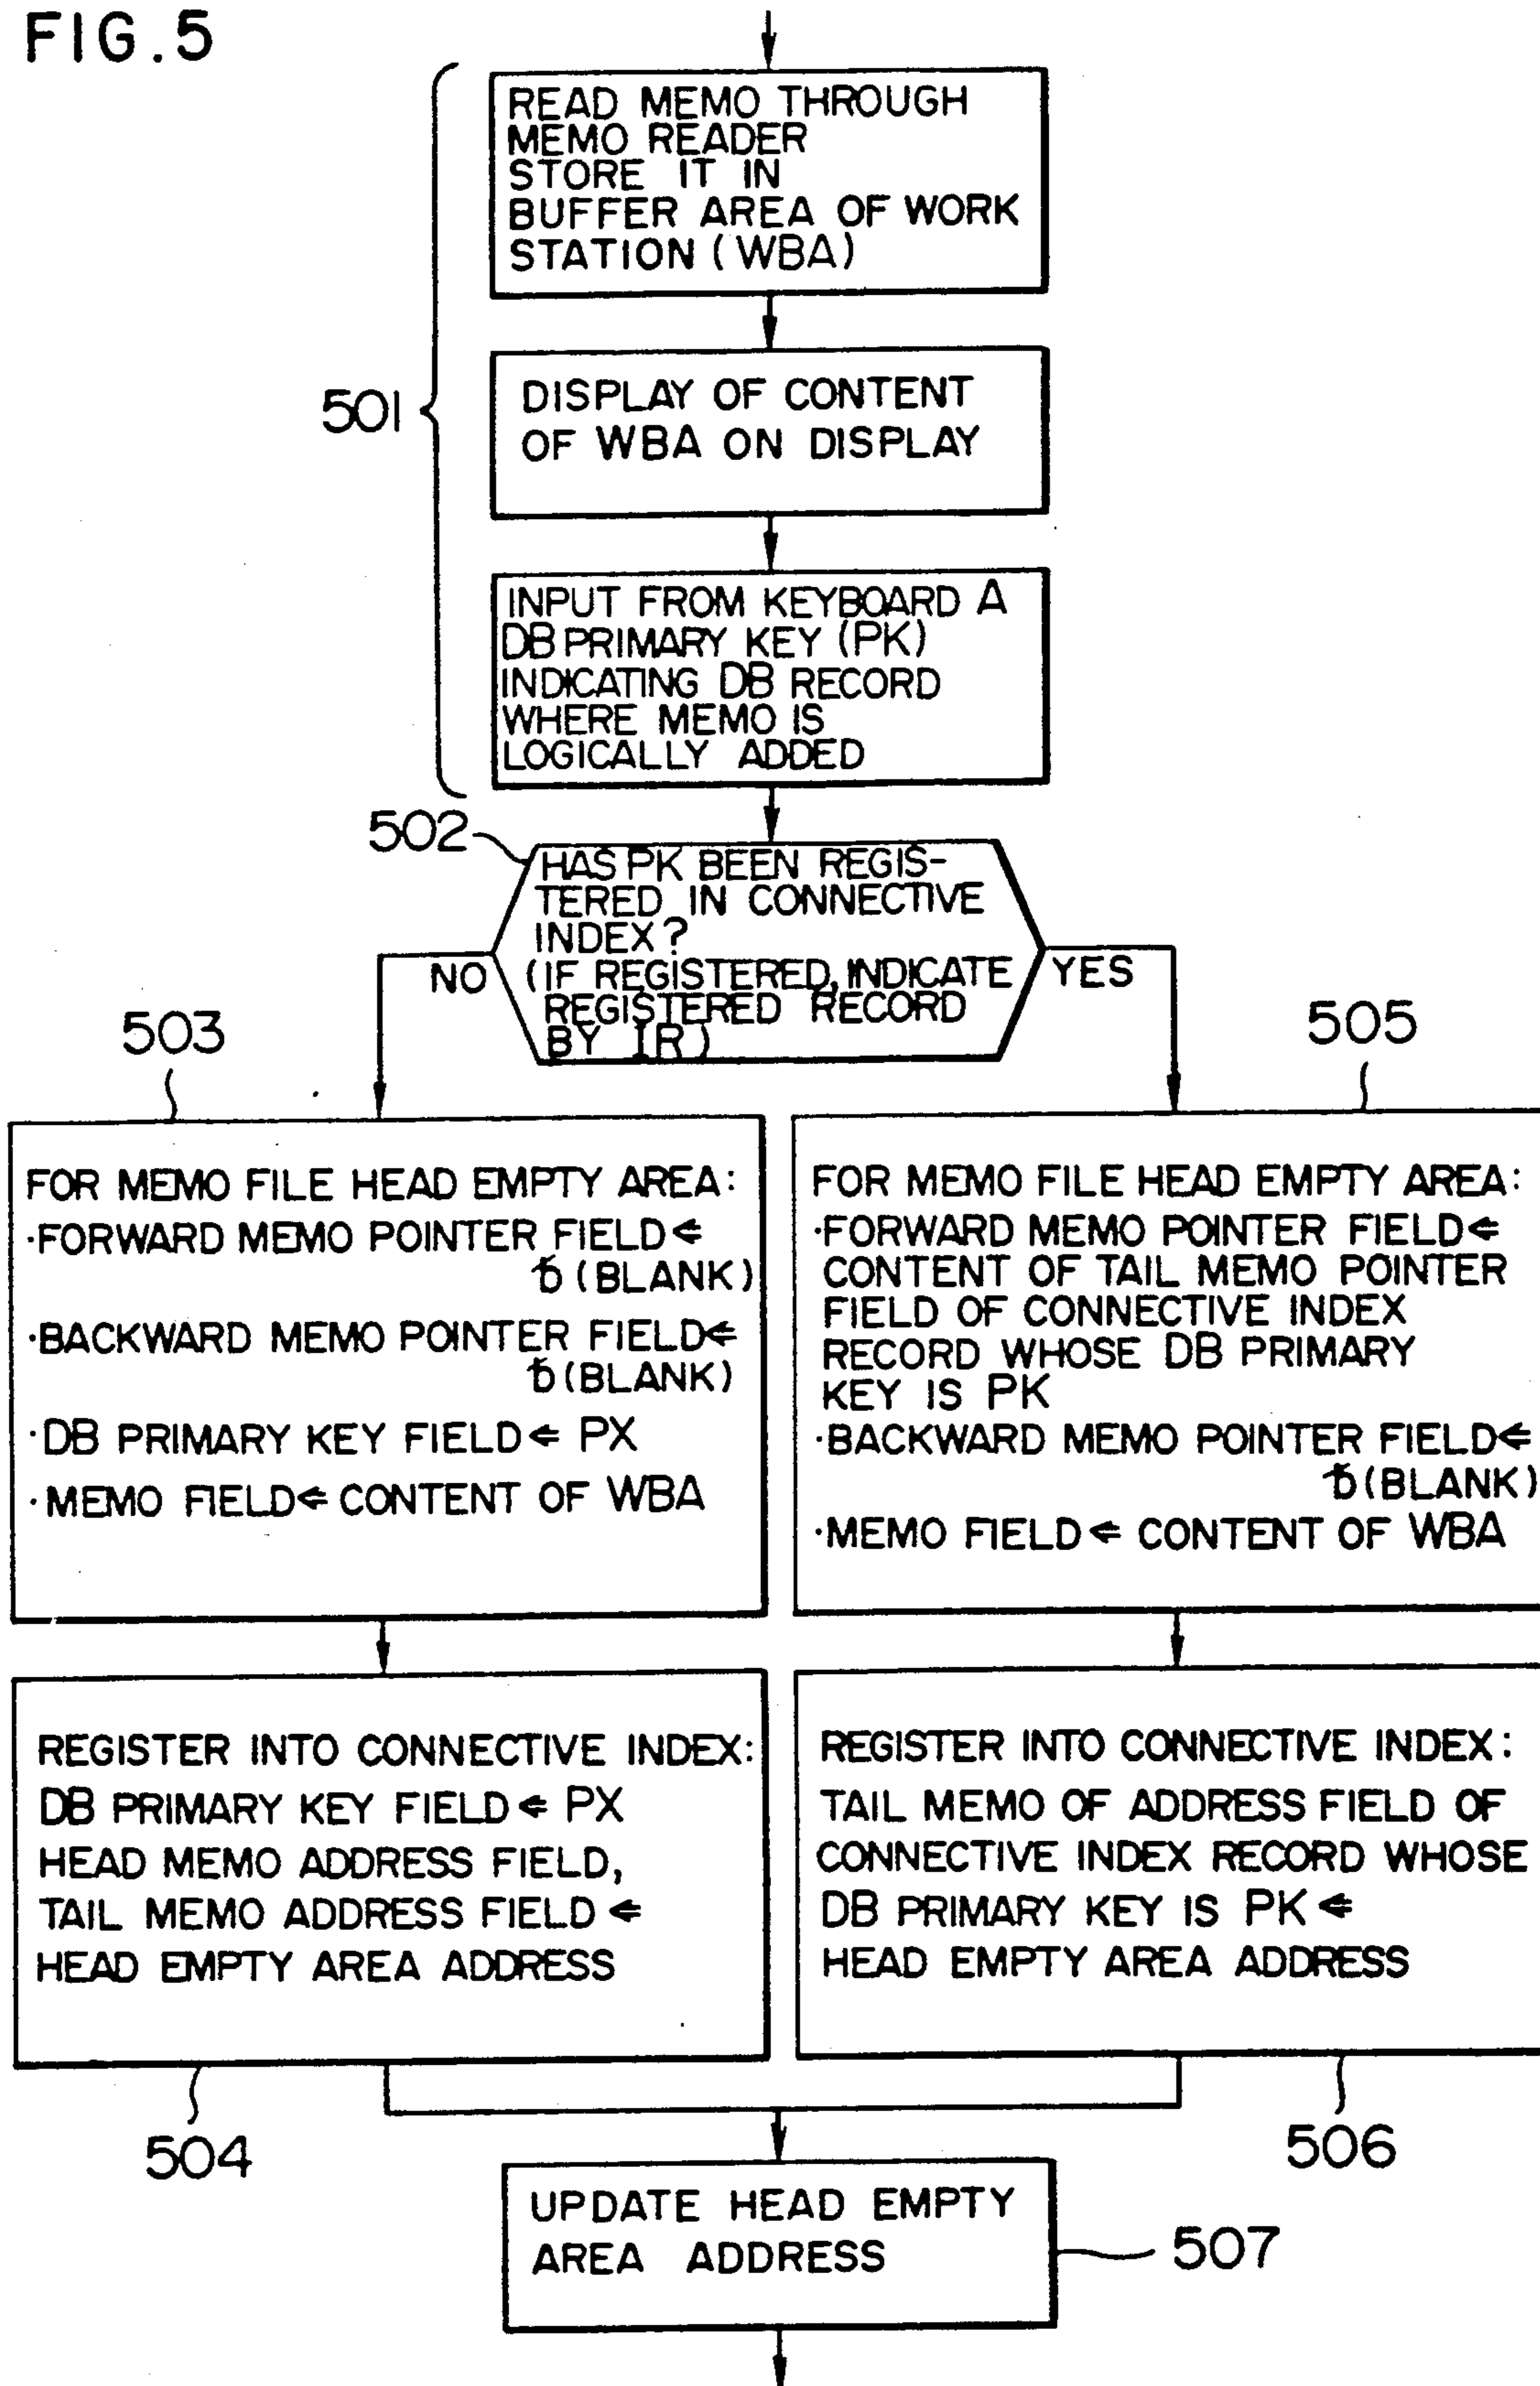 FIG.5
READ MEMO THROUGH
MEMO READER
STORE IT IN
BUFFER AREA OF WORK
STATION (WBA)
501
DISPLAY OF CONTENT
OF WBA ON DISPLAY
INPUT FROM KEYBOARD A
DB PRIMARY KEY (PK)
INDICATING DB RECORD
WHERE MEMO IS
LOGICALLY ADDED
502
HAS PK BEEN REGIS-
TERED IN CONNECTIVE
INDEX?
(IF REGISTERED, INDICATE
REGISTERED RECORD
BY IR)
NO
YES
503
FOR MEMO FILE HEAD EMPTY AREA:
·FORWARD MEMO POINTER FIELD⇐
ƀ (BLANK)
·BACKWARD MEMO POINTER FIELD⇐
ƀ (BLANK)
·DB PRIMARY KEY FIELD⇐ PX
·MEMO FIELD⇐ CONTENT OF WBA
505
FOR MEMO FILE HEAD EMPTY AREA:
·FORWARD MEMO POINTER FIELD⇐
CONTENT OF TAIL MEMO POINTER
FIELD OF CONNECTIVE INDEX
RECORD WHOSE DB PRIMARY
KEY IS PK
·BACKWARD MEMO POINTER FIELD⇐
ƀ (BLANK)
·MEMO FIELD⇐ CONTENT OF WBA
REGISTER INTO CONNECTIVE INDEX:
DB PRIMARY KEY FIELD⇐ PX
HEAD MEMO ADDRESS FIELD,
TAIL MEMO ADDRESS FIELD ⇐
HEAD EMPTY AREA ADDRESS
504
REGISTER INTO CONNECTIVE INDEX:
TAIL MEMO OF ADDRESS FIELD OF
CONNECTIVE INDEX RECORD WHOSE
DB PRIMARY KEY IS PK ⇐
HEAD EMPTY AREA ADDRESS
506
UPDATE HEAD EMPTY
AREA ADDRESS
507